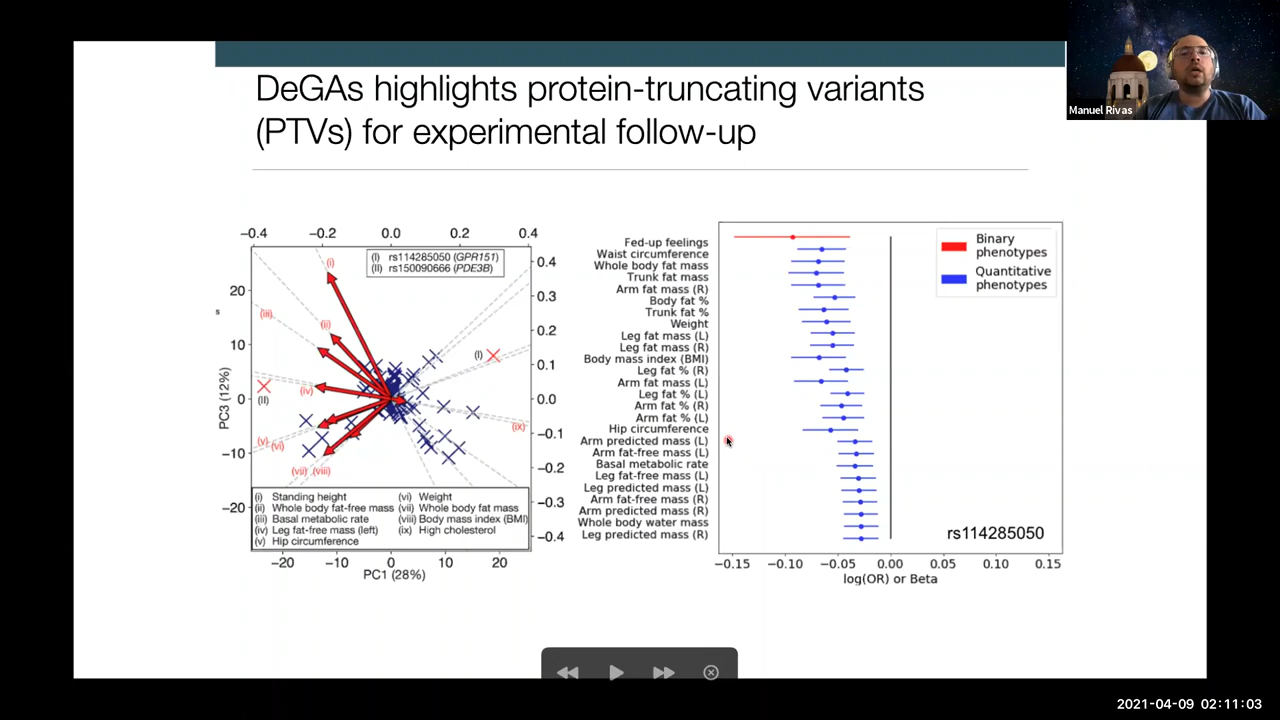 DeGAs highlights protein-truncating variants
(PTVs) for experimental follow-up
Manuel Rivas
−0.4 −0.2 0.0 0.2 0.4
(I) rs114285050 (GPR151)
(II) rs150090666 (PDE3B)
(i)
(ii)
(iii)
(iv)
(v)
(vi)
(vii)
(viii)
(ix)
(I)
(II)
s
PC3 (12%)
20
10
0
−10
−20
0.4
0.3
0.2
0.1
0.0
−0.1
−0.2
−0.3
−0.4
(i) Standing height
(ii) Whole body fat-free mass
(iii) Basal metabolic rate
(iv) Leg fat-free mass (left)
(v) Hip circumference
(vi) Weight
(vii) Whole body fat mass
(viii) Body mass index (BMI)
(ix) High cholesterol
−20 −10 0 10 20
PC1 (28%)
Fed-up feelings
Waist circumference
Whole body fat mass
Trunk fat mass
Arm fat mass (R)
Body fat %
Trunk fat %
Weight
Leg fat mass (L)
Leg fat mass (R)
Body mass index (BMI)
Leg fat % (R)
Arm fat mass (L)
Leg fat % (L)
Arm fat % (R)
Arm fat % (L)
Hip circumference
Arm predicted mass (L)
Arm fat-free mass (L)
Basal metabolic rate
Leg fat-free mass (L)
Leg predicted mass (L)
Arm fat-free mass (R)
Arm predicted mass (R)
Whole body water mass
Leg predicted mass (R)
Binary
phenotypes
Quantitative
phenotypes
rs114285050
−0.15 −0.10 −0.05 0.00 0.05 0.10 0.15
log(OR) or Beta
2021-04-09 02:11:03